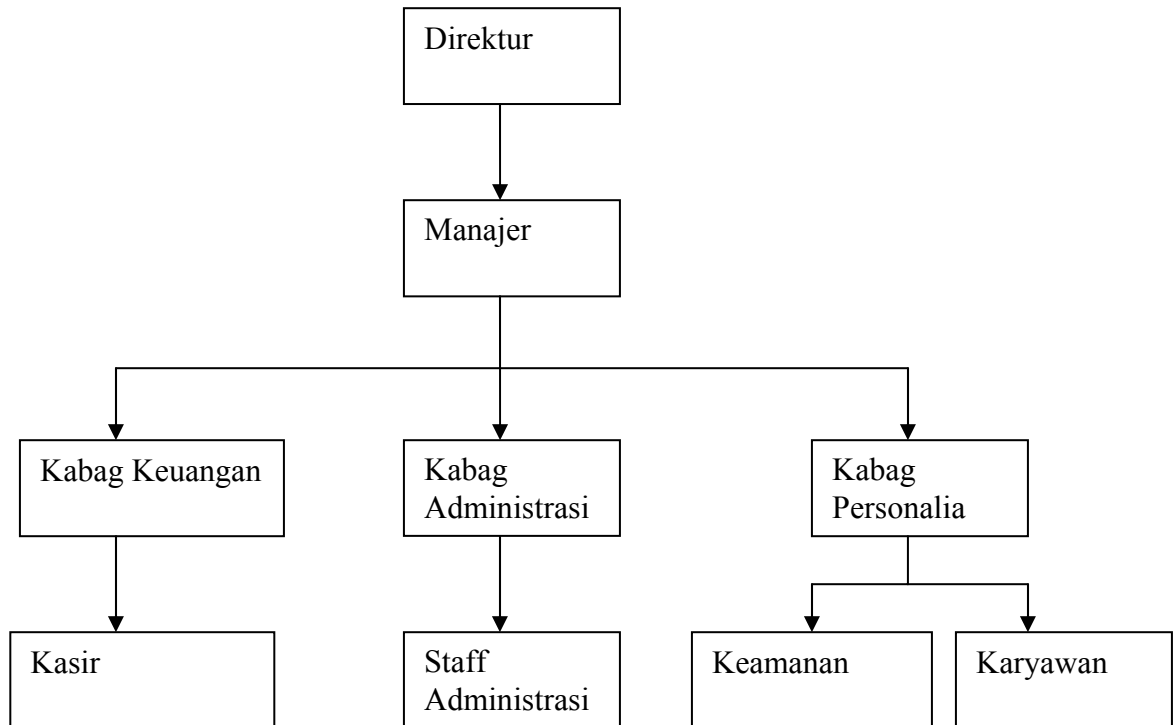 Direktur
Manajer
Kabag Keuangan
Kabag
Administrasi
Kabag
Personalia
Kasir
Staff
Administrasi
Keamanan
Karyawan